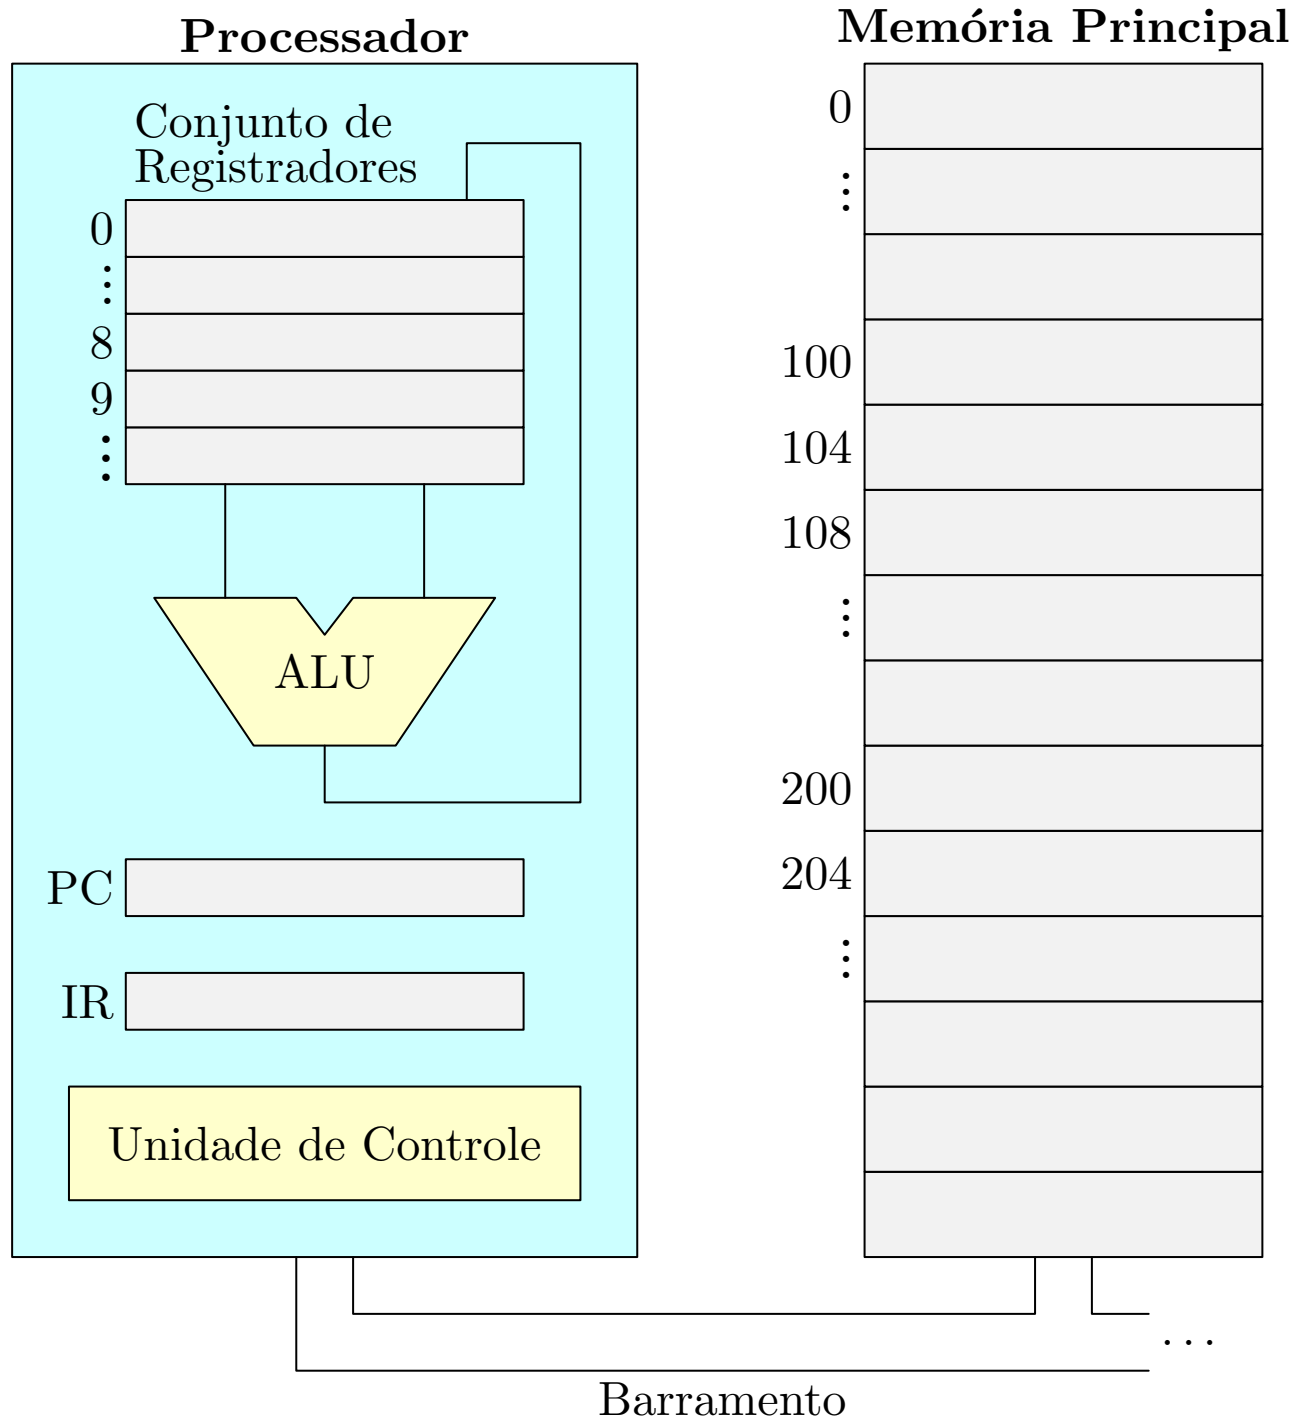 Processador
Conjunto de
Registradores
0
⋮
8
9
⋮
ALU
PC
IR
Unidade de Controle
Memória Principal
0
⋮
100
104
108
⋮
200
204
⋮
...
Barramento